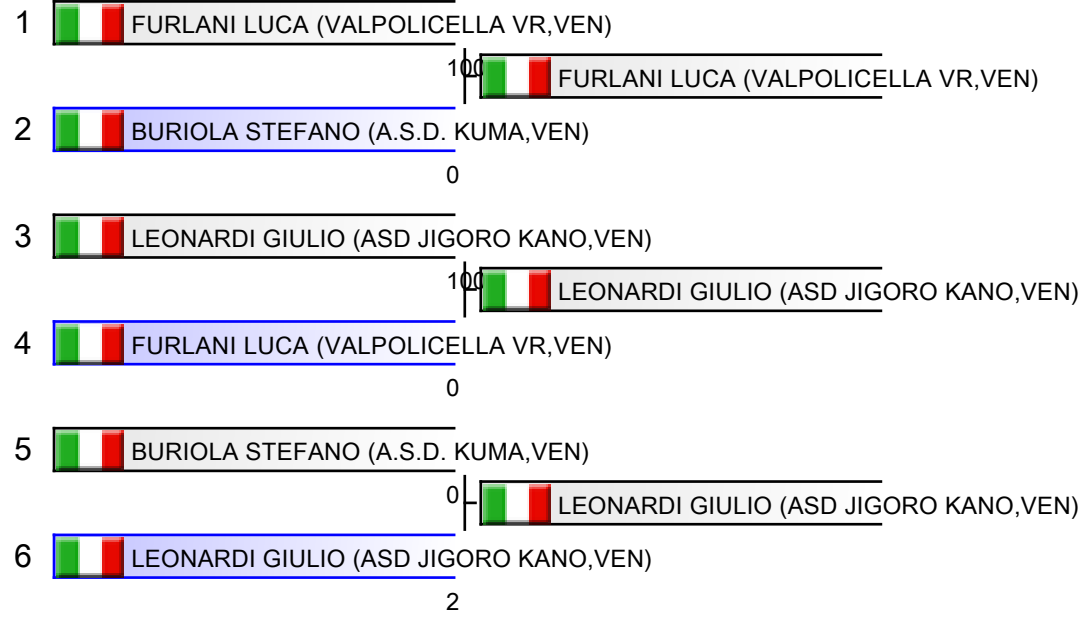 1 FURLANI LUCA (VALPOLICELLA VR,VEN)
100 FURLANI LUCA (VALPOLICELLA VR,VEN)
2 BURIOLA STEFANO (A.S.D. KUMA,VEN)
0
3 LEONARDI GIULIO (ASD JIGORO KANO,VEN)
100 LEONARDI GIULIO (ASD JIGORO KANO,VEN)
4 FURLANI LUCA (VALPOLICELLA VR,VEN)
0
5 BURIOLA STEFANO (A.S.D. KUMA,VEN)
0 LEONARDI GIULIO (ASD JIGORO KANO,VEN)
6 LEONARDI GIULIO (ASD JIGORO KANO,VEN)
2